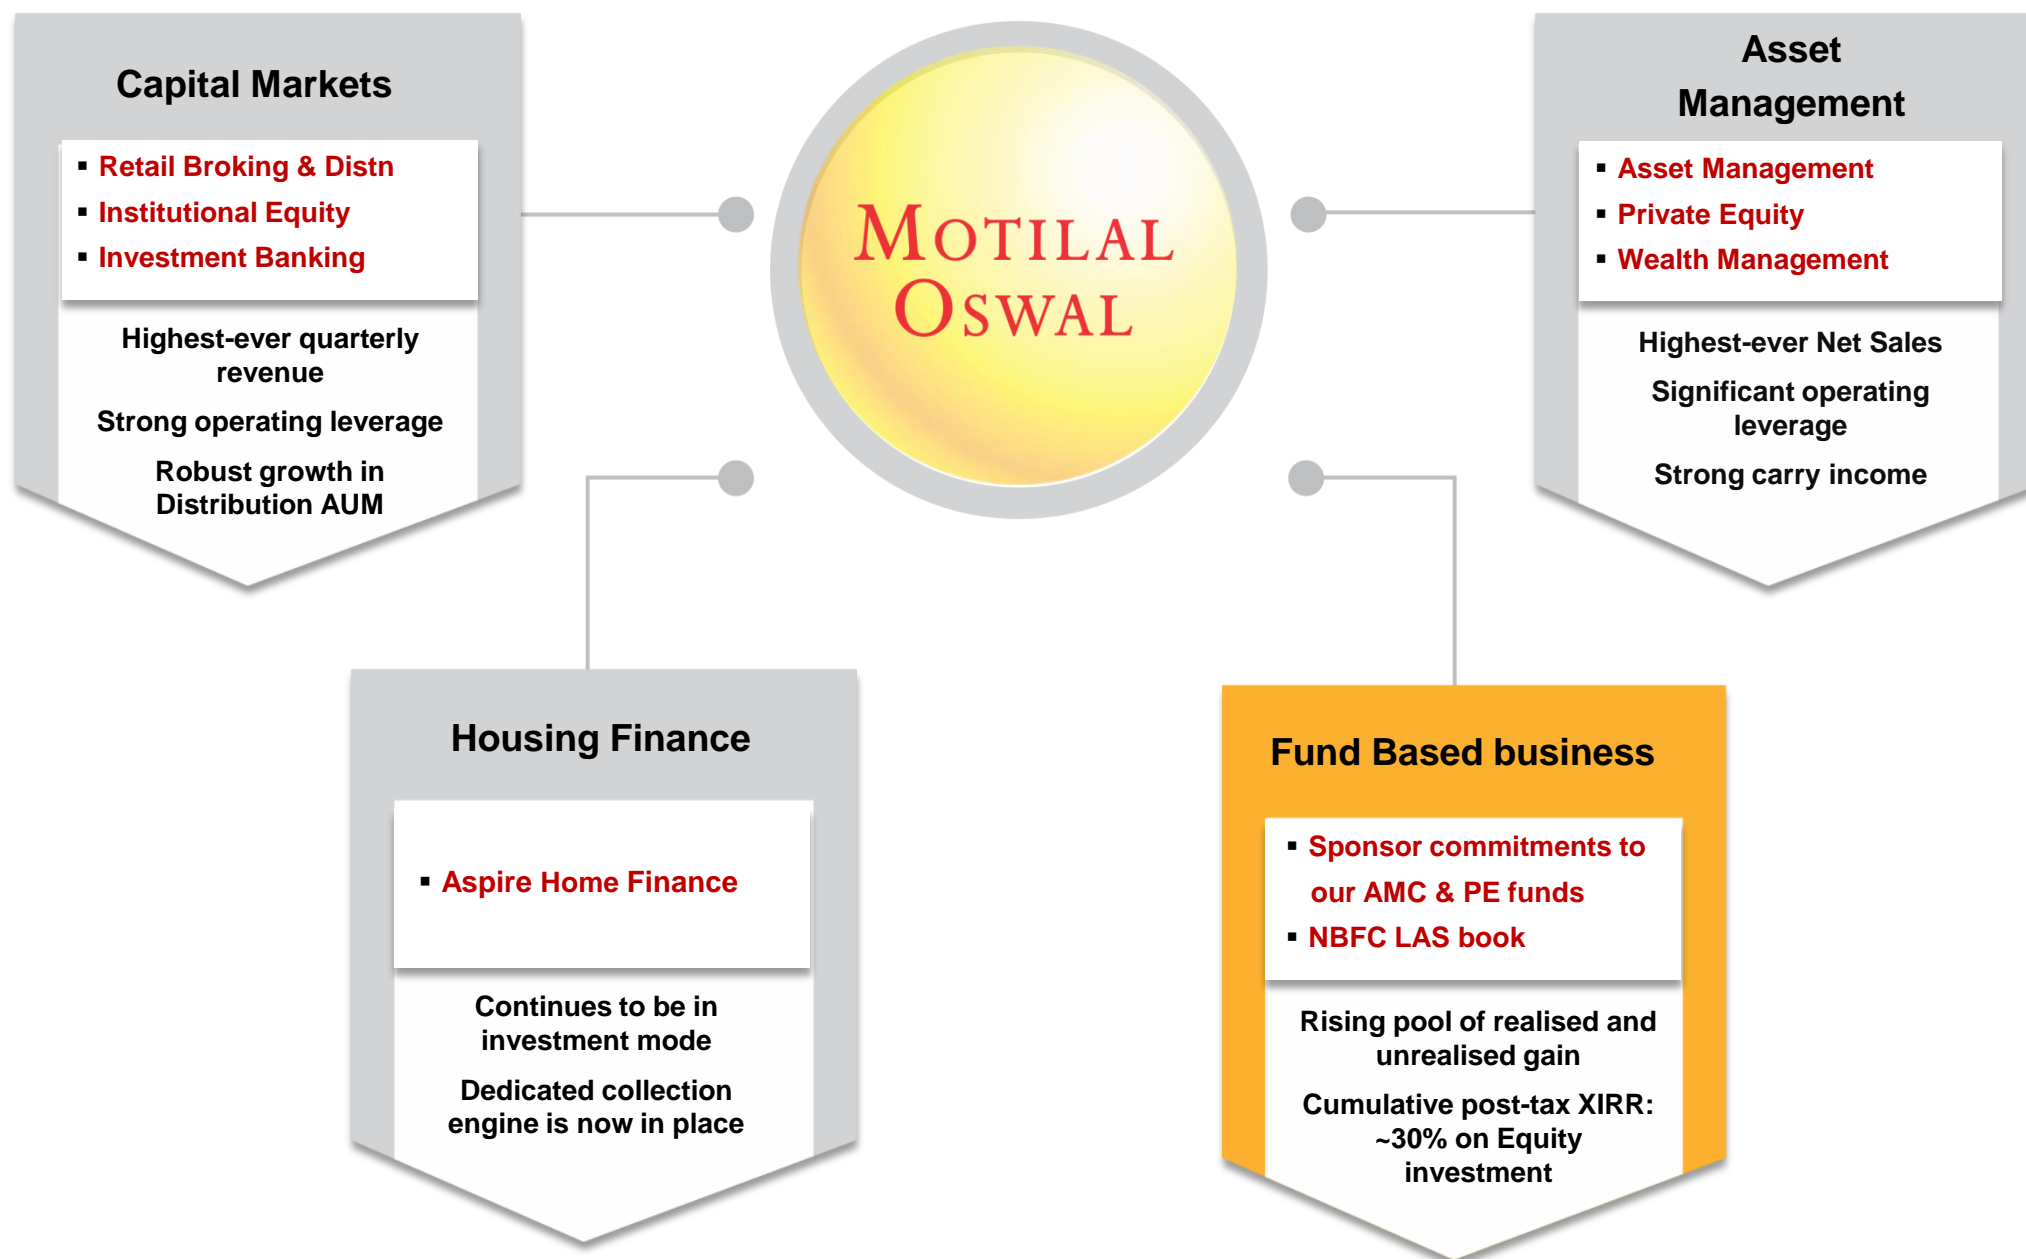 Capital Markets
▪ Retail Broking & Distn
▪ Institutional Equity
▪ Investment Banking
Highest-ever quarterly
revenue
Strong operating leverage
Robust growth in
Distribution AUM
MOTILAL
OSWAL
Asset
Management
▪ Asset Management
▪ Private Equity
▪ Wealth Management
Highest-ever Net Sales
Significant operating
leverage
Strong carry income
Housing Finance
▪ Aspire Home Finance
Continues to be in
investment mode
Dedicated collection
engine is now in place
Fund Based business
▪ Sponsor commitments to
our AMC & PE funds
▪ NBFC LAS book
Rising pool of realised and
unrealised gain
Cumulative post-tax XIRR:
~30% on Equity
investment